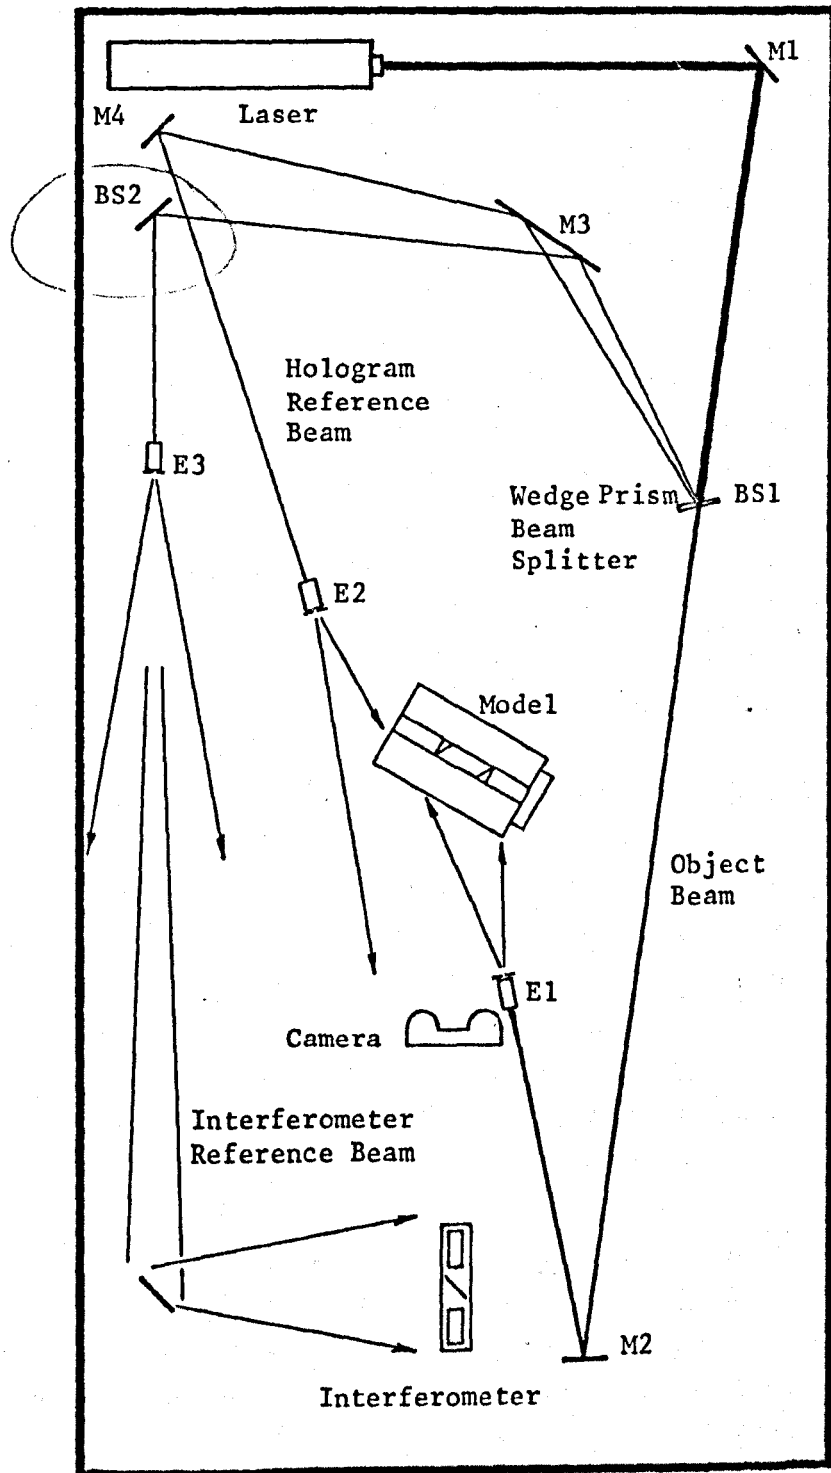 M1
Laser
M4
BS2
M3
Hologram
Reference
Beam
E3
Wedge Prism
Beam
Splitter
BS1
E2
Model
Object
Beam
E1
Camera
Interferometer
Reference Beam
M2
Interferometer